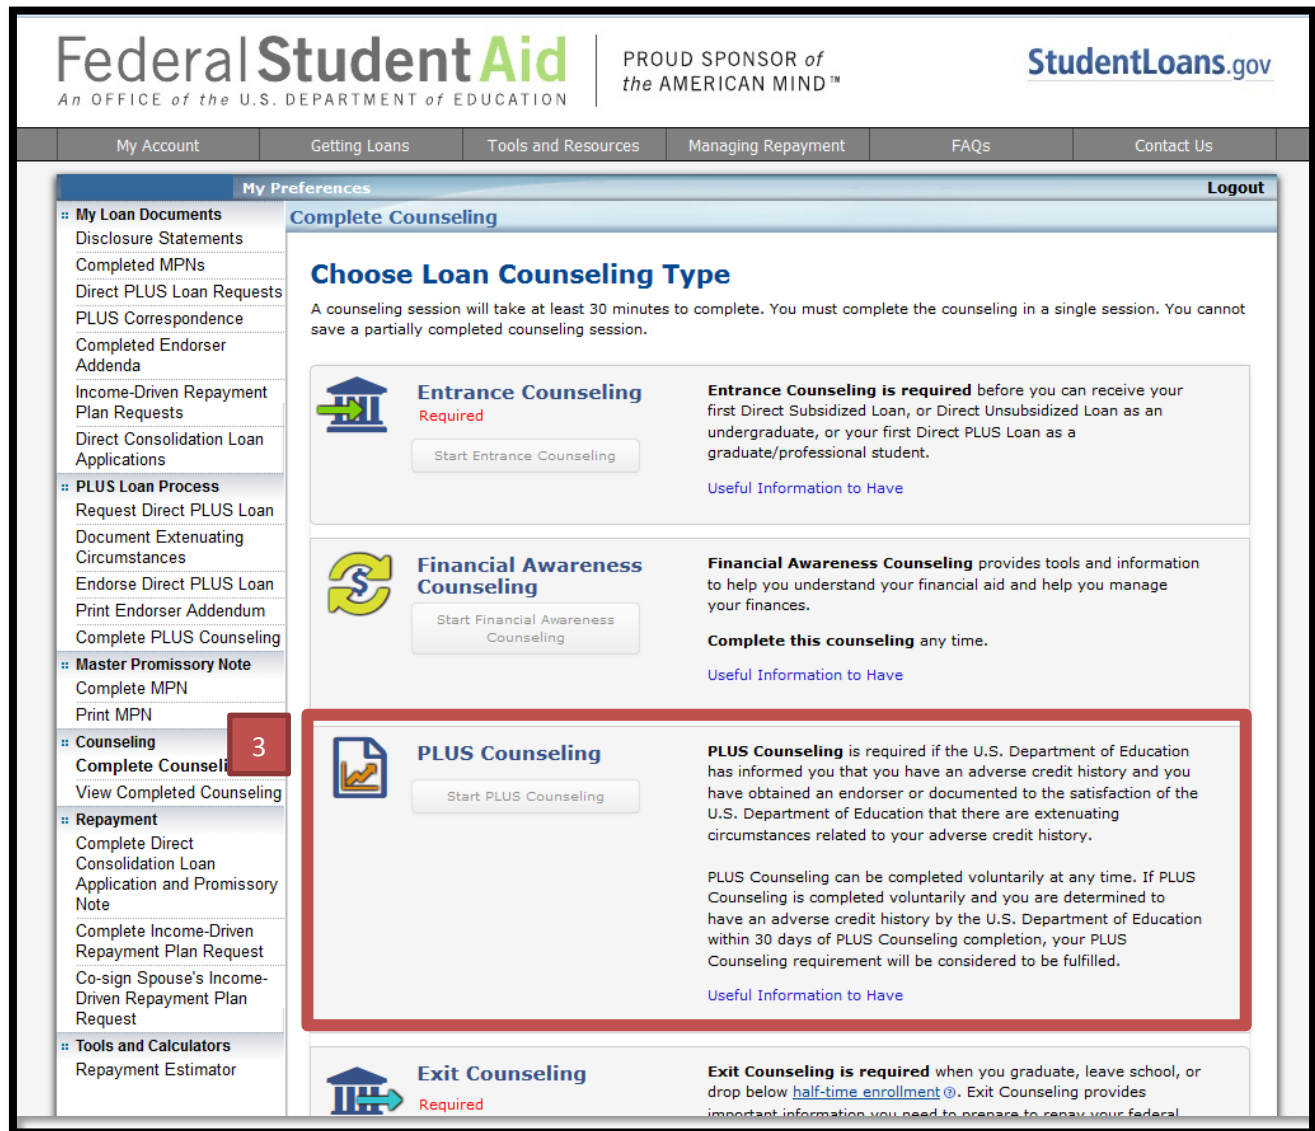 Federal Student Aid
An OFFICE of the U.S. DEPARTMENT of EDUCATION
PROUD SPONSOR of
the AMERICAN MIND™
StudentLoans.gov
My Account
Getting Loans
Tools and Resources
Managing Repayment
FAQs
Contact Us
My Preferences
Logout
My Loan Documents
Disclosure Statements
Completed MPNs
Direct PLUS Loan Requests
PLUS Correspondence
Completed Endorser
Addenda
Income-Driven Repayment
Plan Requests
Direct Consolidation Loan
Applications
PLUS Loan Process
Request Direct PLUS Loan
Document Extenuating
Circumstances
Endorse Direct PLUS Loan
Print Endorser Addendum
Complete PLUS Counseling
Master Promissory Note
Complete MPN
Print MPN
Counseling
Complete Counseli
3
View Completed Counseling
Repayment
Complete Direct
Consolidation Loan
Application and Promissory
Note
Complete Income-Driven
Repayment Plan Request
Co-sign Spouse's Income-
Driven Repayment Plan
Request
Tools and Calculators
Repayment Estimator
Complete Counseling
Choose Loan Counseling Type
A counseling session will take at least 30 minutes to complete. You must complete the counseling in a single session. You cannot
save a partially completed counseling session.
Entrance Counseling
Required
Start Entrance Counseling
Entrance Counseling is required before you can receive your
first Direct Subsidized Loan, or Direct Unsubsidized Loan as an
undergraduate, or your first Direct PLUS Loan as a
graduate/professional student.
Useful Information to Have
Financial Awareness
Counseling
Start Financial Awareness
Counseling
Financial Awareness Counseling provides tools and information
to help you understand your financial aid and help you manage
your finances.
Complete this counseling any time.
Useful Information to Have
PLUS Counseling
Start PLUS Counseling
PLUS Counseling is required if the U.S. Department of Education
has informed you that you have an adverse credit history and you
have obtained an endorser or documented to the satisfaction of the
U.S. Department of Education that there are extenuating
circumstances related to your adverse credit history.
PLUS Counseling can be completed voluntarily at any time. If PLUS
Counseling is completed voluntarily and you are determined to
have an adverse credit history by the U.S. Department of Education
within 30 days of PLUS Counseling completion, your PLUS
Counseling requirement will be considered to be fulfilled.
Useful Information to Have
Exit Counseling
Required
Exit Counseling is required when you graduate, leave school, or
drop below half-time enrollment. Exit Counseling provides
important information you need to prepare to repay your federal